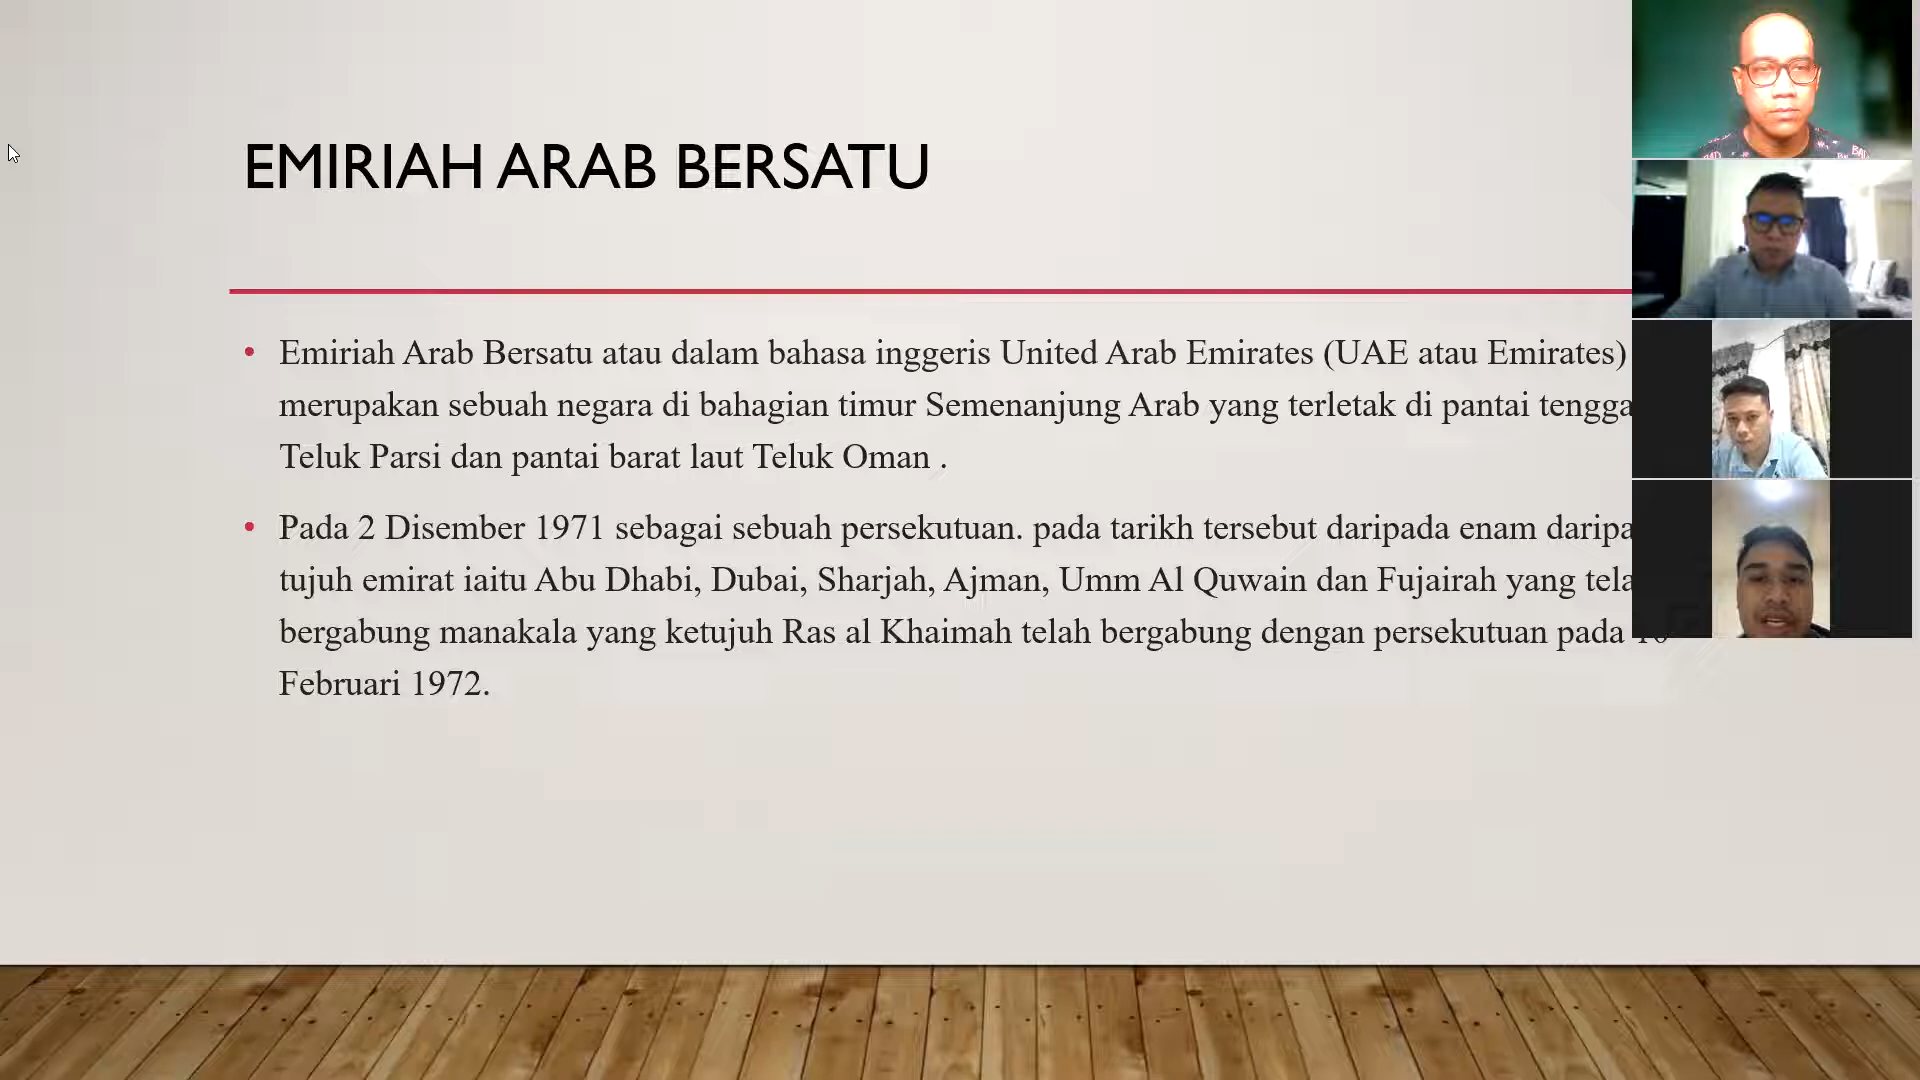 EMIRIAH ARAB BERSATU
• Emiriah Arab Bersatu atau dalam bahasa inggeris United Arab Emirates (UAE atau Emirates)
merupakan sebuah negara di bahagian timur Semenanjung Arab yang terletak di pantai
Teluk Parsi dan pantai barat laut Teluk Oman .
• Pada 2 Disember 1971 sebagai sebuah persekutuan. pada tarikh tersebut daripada enam
tujuh emirat iaitu Abu Dhabi, Dubai, Sharjah, Ajman, Umm Al Quwain dan Fujairah yang
bergabung manakala yang ketujuh Ras al Khaimah telah bergabung dengan persekutuan pada
Februari 1972.